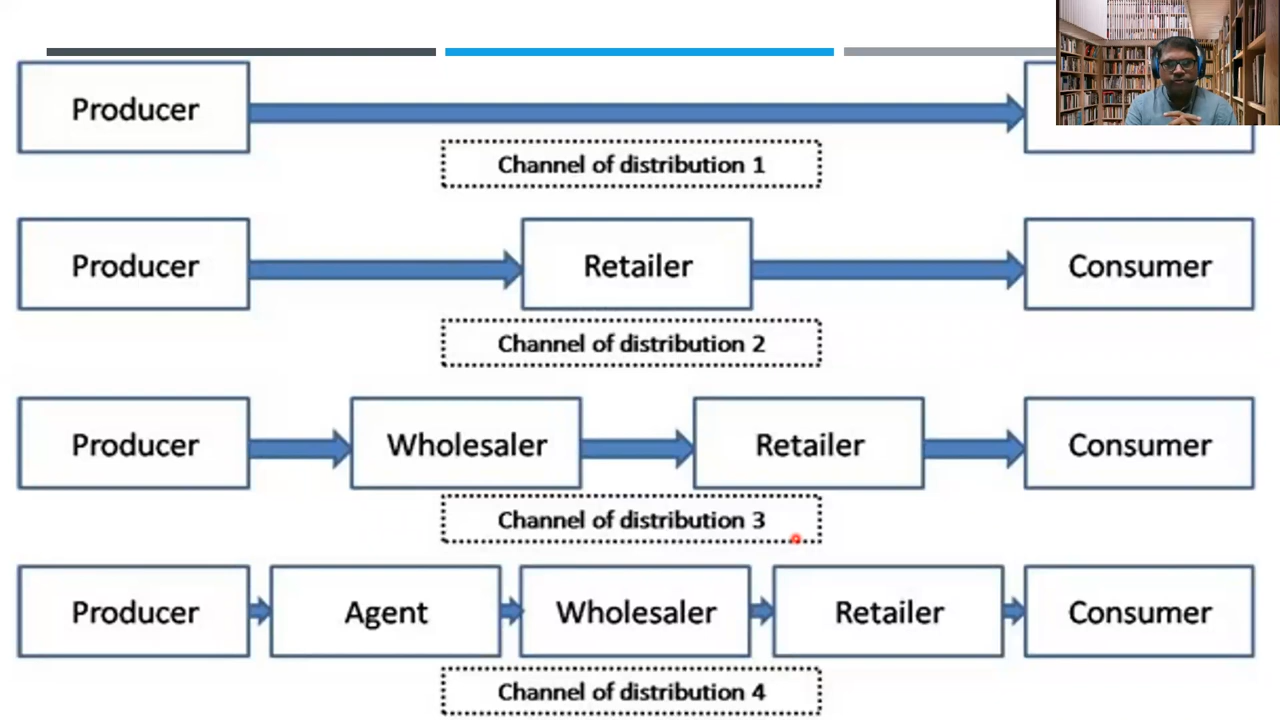 Producer
Channel of distribution 1
Producer
Retailer
Consumer
Channel of distribution 2
Producer
Wholesaler
Retailer
Consumer
Channel of distribution 3
Producer
Agent
Wholesaler
Retailer
Consumer
Channel of distribution 4